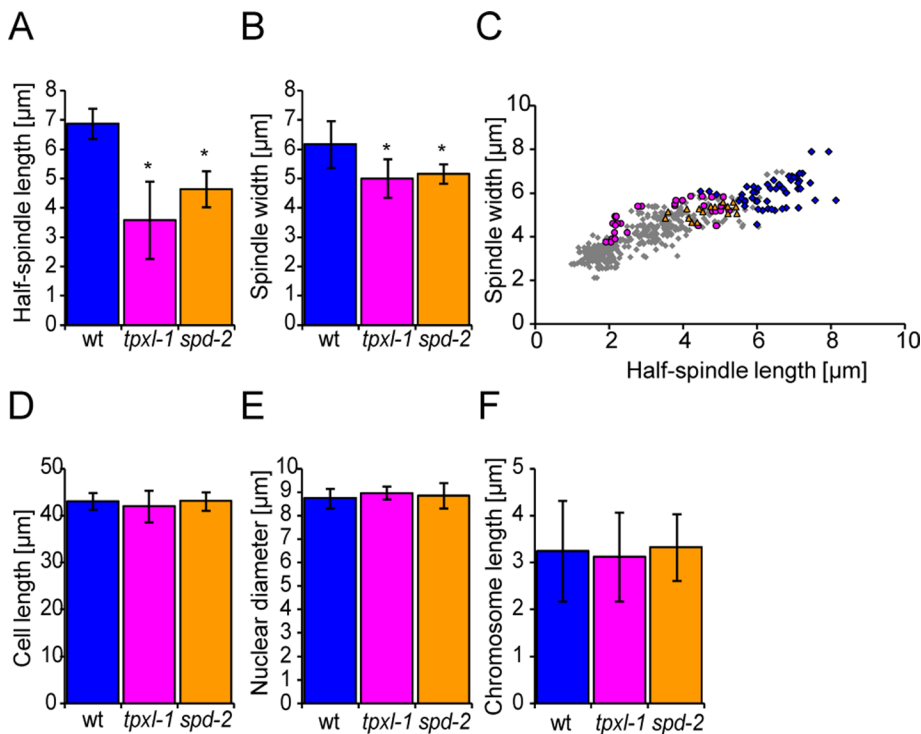 A
B
C
Half-spindle length [µm]
8
7
6
5
4
3
2
1
0
*
*
wt
tpxl-1
spd-2
Spindle width [µm]
8
7
6
5
4
3
2
1
0
*
*
wt
tpxl-1
spd-2
Spindle width [µm]
10
8
6
4
2
0
0
2
4
6
8
10
Half-spindle length [µm]
D
E
F
Cell length [µm]
50
40
30
20
10
0
wt
tpxl-1
spd-2
Nuclear diameter [µm]
10
9
8
7
6
5
4
3
2
1
0
wt
tpxl-1
spd-2
Chromosome length [µm]
5
4
3
2
1
0
wt
tpxl-1
spd-2